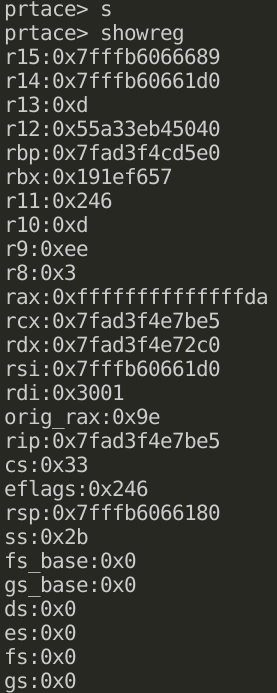 prtace> s
prtace> showreg
r15:0x7fffb6066689
r14:0x7fffb60661d0
r13:0xd
r12:0x55a33eb45040
rbp:0x7fad3f4cd5e0
rbx:0x191ef657
r11:0x246
r10:0xd
r9:0xee
r8:0x3
rax:0xffffffffffffffda
rcx:0x7fad3f4e7be5
rdx:0x7fad3f4e72c0
rsi:0x7fffb60661d0
rdi:0x3001
orig_rax:0x9e
rip:0x7fad3f4e7be5
cs:0x33
eflags:0x246
rsp:0x7fffb6066180
ss:0x2b
fs_base:0x0
gs_base:0x0
ds:0x0
es:0x0
fs:0x0
gs:0x0